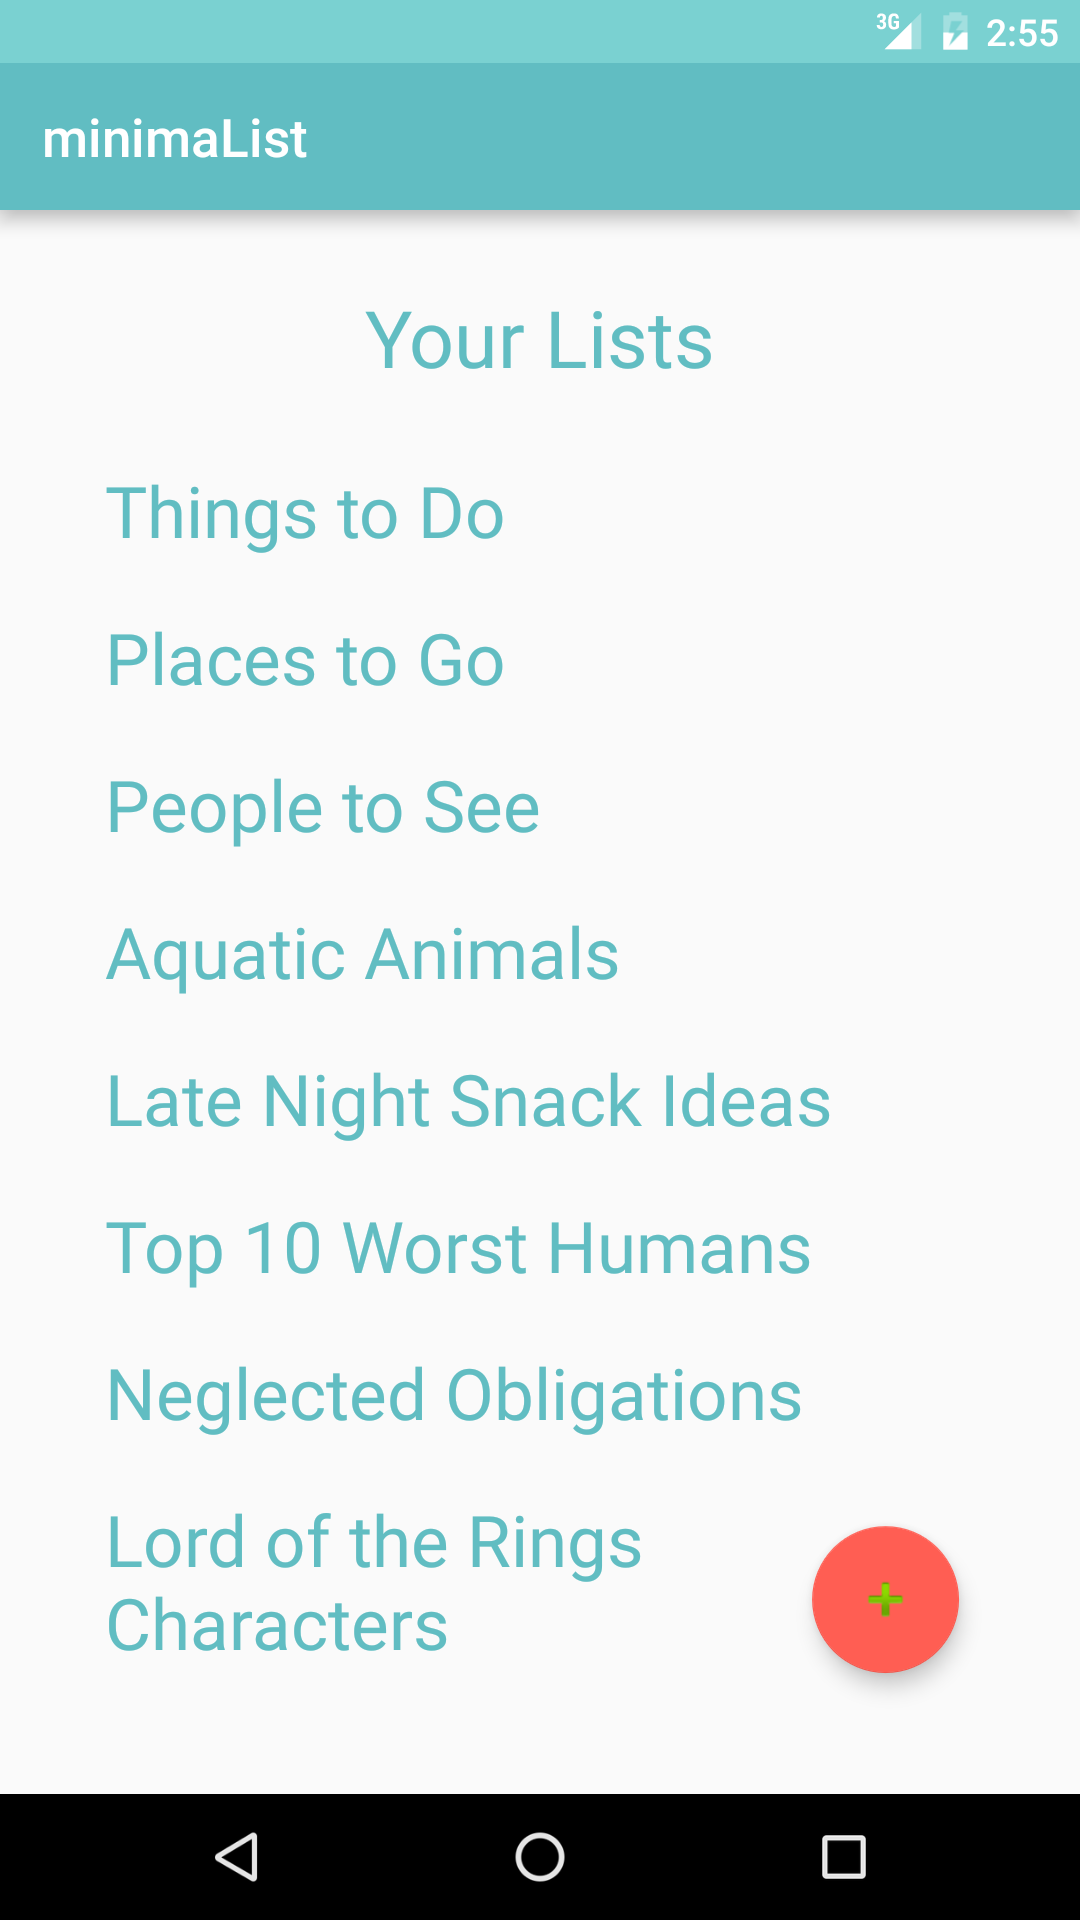 3G 2:55
minimaList
Your Lists
Things to Do
Places to Go
People to See
Aquatic Animals
Late Night Snack Ideas
Top 10 Worst Humans
Neglected Obligations
Lord of the Rings
Characters